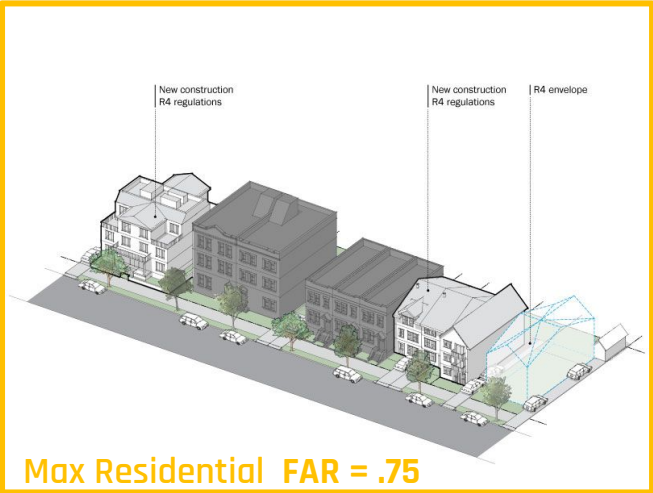 New construction
R4 regulations
New construction
R4 regulations
R4 envelope
Max Residential FAR = .75